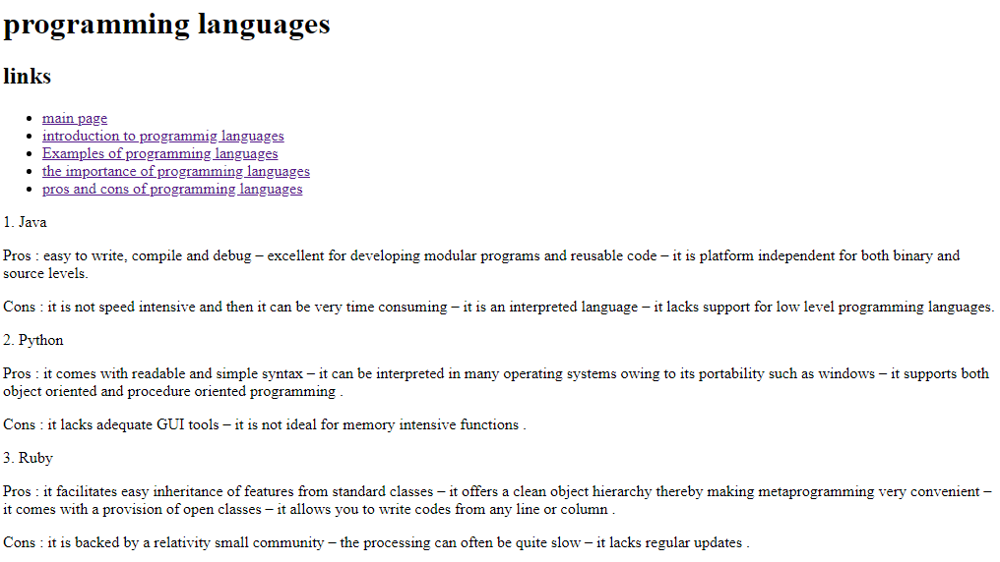 programming languages
links
main page
introduction to programmig languages
Examples of programming languages
the importance of programming languages
pros and cons of programming languages
1. Java
Pros : easy to write, compile and debug – excellent for developing modular programs and reusable code – it is platform independent for both binary and
source levels.
Cons : it is not speed intensive and then it can be very time consuming – it is an interpreted language – it lacks support for low level programming languages.
2. Python
Pros : it comes with readable and simple syntax – it can be interpreted in many operating systems owing to its portability such as windows – it supports both
object oriented and procedure oriented programming .
Cons : it lacks adequate GUI tools – it is not ideal for memory intensive functions .
3. Ruby
Pros : it facilitates easy inheritance of features from standard classes – it offers a clean object hierarchy thereby making metaprogramming very convenient –
it comes with a provision of open classes – it allows you to write codes from any line or column .
Cons : it is backed by a relativity small community – the processing can often be quite slow – it lacks regular updates .